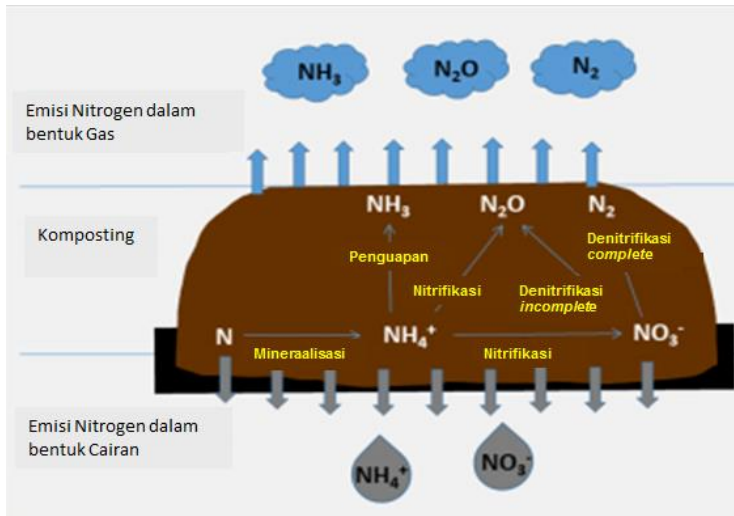 NH₃
N₂O
N₂
Emisi Nitrogen dalam
bentuk Gas
NH₃
N₂O
N₂
Komposting
Denitrifikasi
complete
Penguapan
Nitrifikasi
Denitrifikasi
incomplete
N
NH₄⁺
NO₃⁻
Mineraalisasi
Nitrifikasi
Emisi Nitrogen dalam
bentuk Cairan
NH₄⁺
NO₃⁻